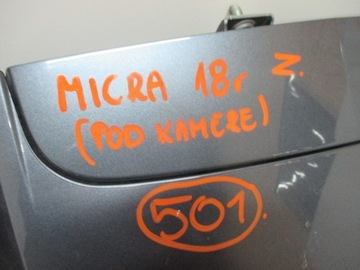 MICRA 18r N.
(POD KAMERE)
501.